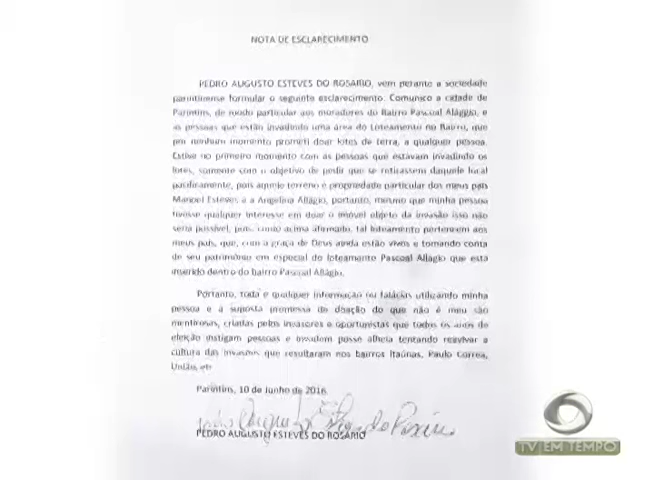 NOTA DE ESCLARECIMENTO
PEDRO AUGUSTO ESTEVES DO ROSÁRIO, vem perante a sociedade
parintinense formular o seguinte esclarecimento. Comunico a cidade de
Parintins, de modo particular aos moradores do Bairro Pascoal Alággio, e
as pessoas que estão invadindo uma área do Loteamento no Bairro, que
em nenhum momento prometi doar lotes de terra, a qualquer pessoa.
Estive no primeiro momento com as pessoas que estavam invadindo os
lotes, somente com o objetivo de pedir que se retirassem daquele local
pacificamente, pois aquele terreno é propriedade particular dos meus pais
Manoel Esteves, e a Angelina Allágio, portanto, mesmo que minha pessoa
tivesse qualquer interesse em doar o imóvel objeto da invasão isso não
seria possível, pois, como acima afirmado, tal loteamento pertencem aos
meus pais, que, com a graça de Deus ainda estão vivos e tomando conta
de seu patrimônio em especial do loteamento Pascoal Allagio que está
inserido dentro do bairro Pascoal Allágio.
Portanto, toda e qualquer informação ou falácias utilizando minha
pessoa e a suposta promessa de doação do que não é meu são
mentirosas, criadas pelos invasores e oportunistas que todos os anos de
eleição instigam pessoas e invadem posse alheia tentando reavivar a
cultura das invasões que resultaram nos bairros Itaúnas, Paulo Correa,
União, etc
Parintins, 10 de Junho de 2016.
PEDRO AUGUSTO ESTEVES DO ROSÁRIO
TV EM TEMPO